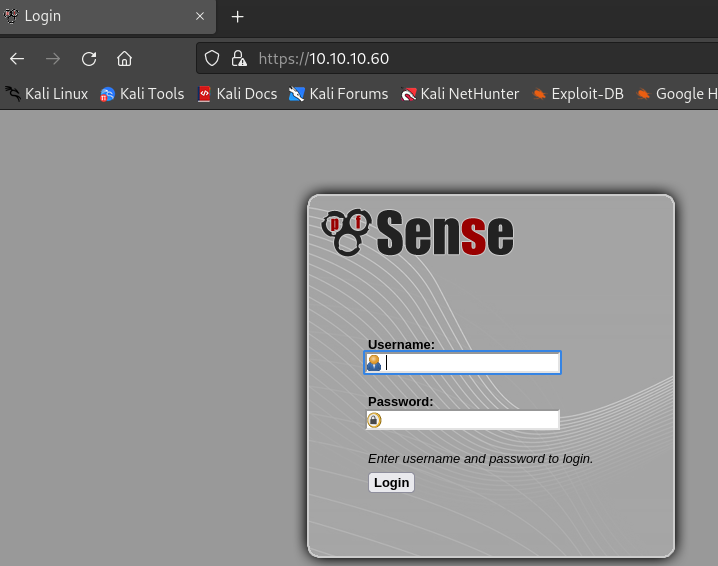 Login
https://10.10.10.60
Kali Linux Kali Tools Kali Docs Kali Forums Kali NetHunter Exploit-DB Google H
pf Sense
Username:
Password:
Enter username and password to login.
Login